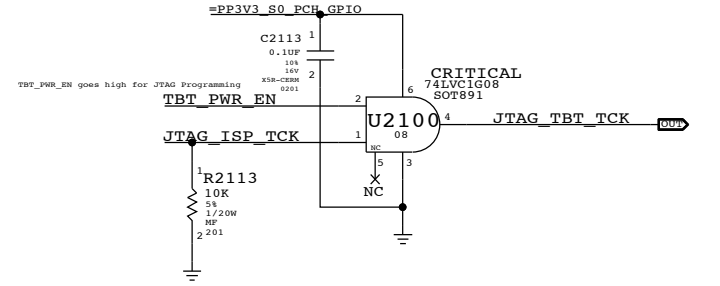 =PP3V3_S0_PCH_GPIO
C2113
1
0.1UF
10%
16V
X5R-CERM
0201
2
TBT_PWR_EN goes high for JTAG Programming
CRITICAL
74LVC1G08
SOT891
6
TBT_PWR_EN
2
U2100
08
4
JTAG_TBT_TCK
OUT
JTAG_ISP_TCK
1
NC
5
3
NC
1
R2113
10K
5%
1/20W
MF
201
2